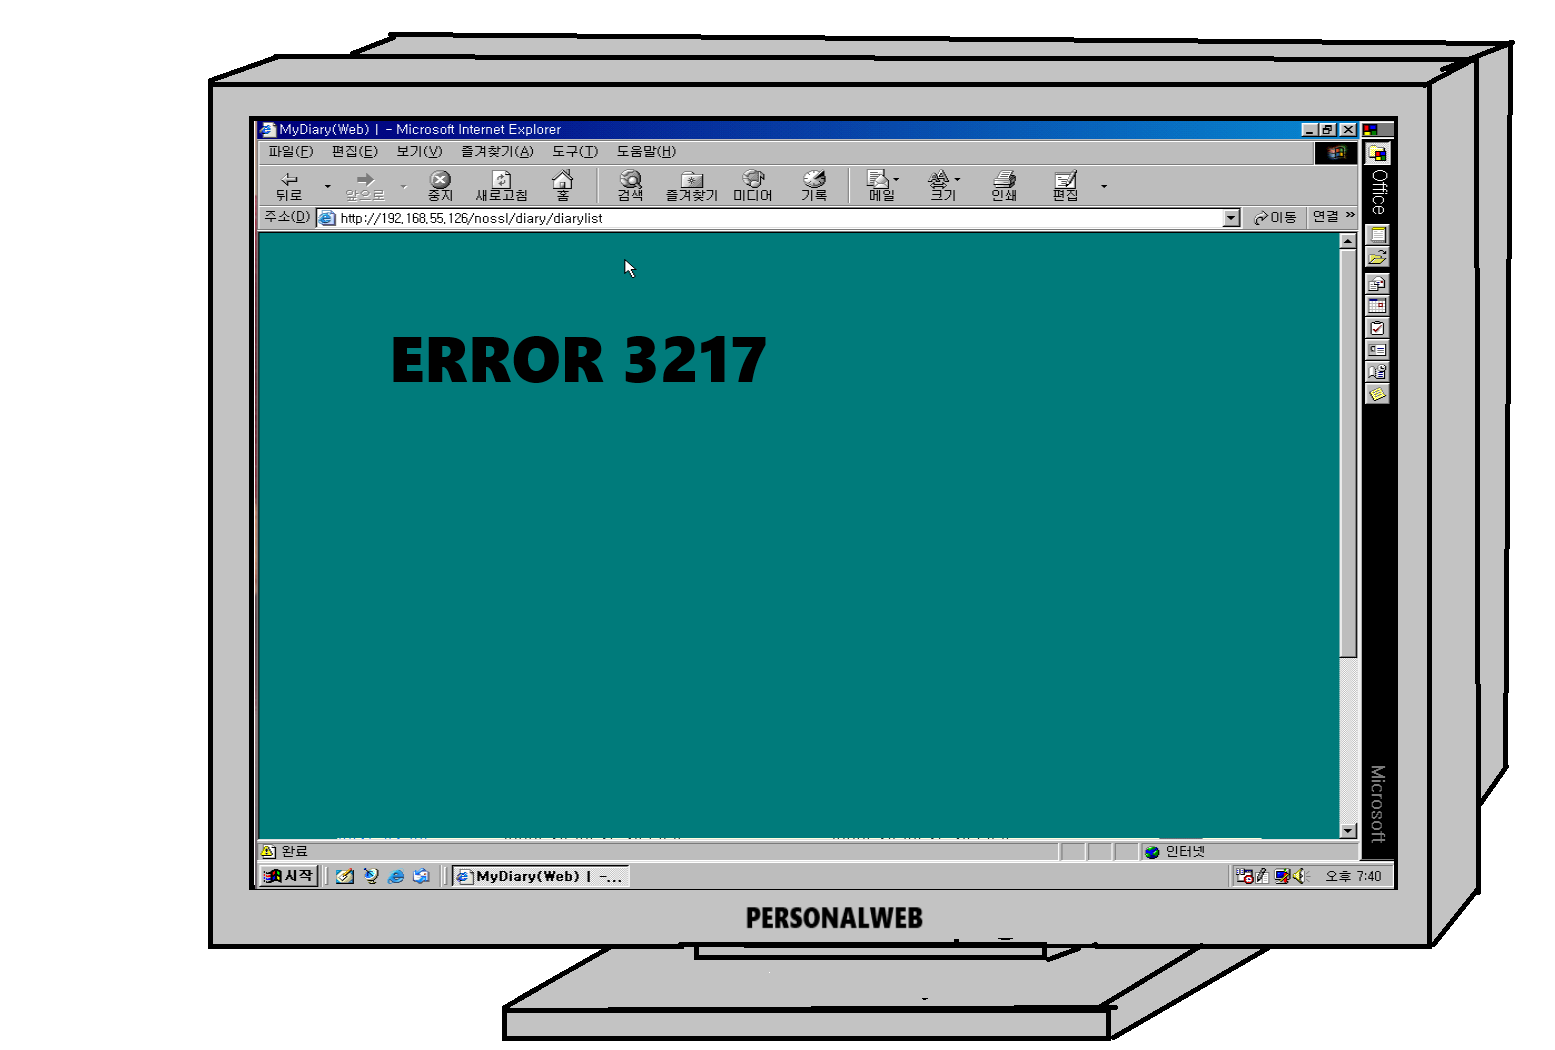 MyDiary(Web) | - Microsoft Internet Explorer
파일(F) 편집(E) 보기(V) 즐겨찾기(A) 도구(T) 도움말(H)
뒤로 앞으로 중지 새로고침 홈 검색 즐겨찾기 미디어 기록 메일 크기 인쇄 편집
주소(D) http://192.168.55.126/nossl/diary/diarylist 이동 연결 »
Office
ERROR 3217
Microsoft
완료 인터넷
시작 MyDiary(Web) | -... 오후 7:40
PERSONALWEB